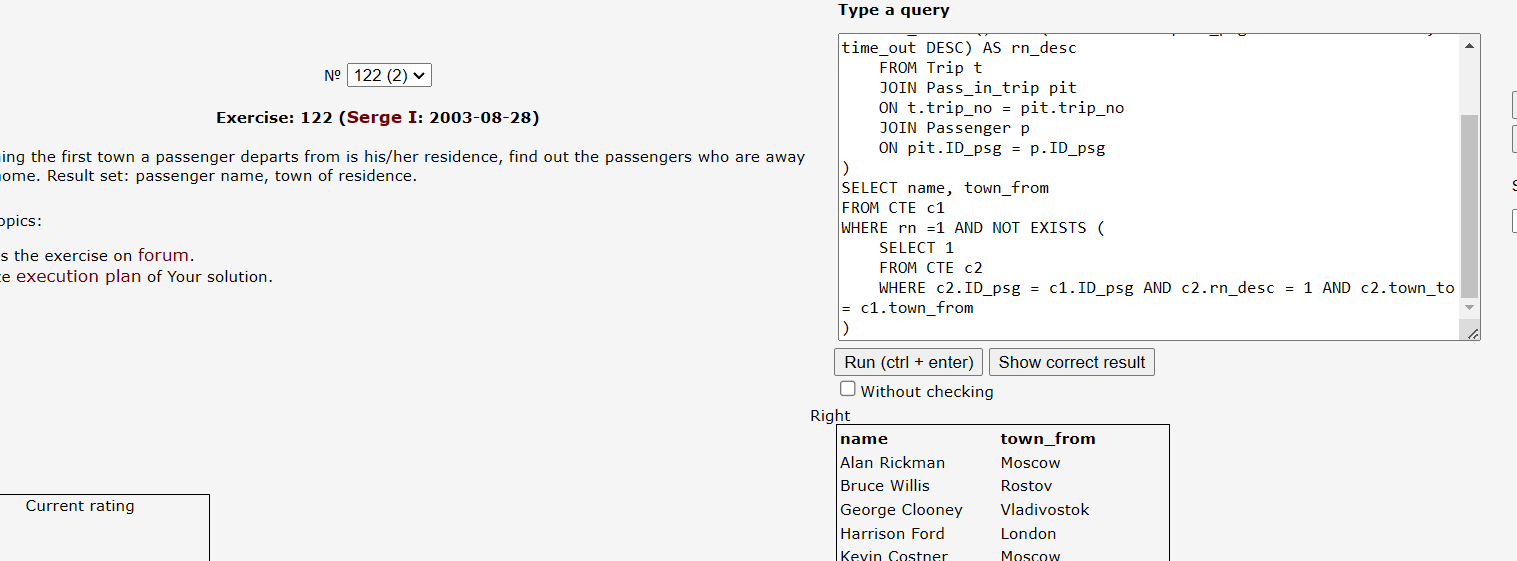 Type a query
№ 122 (2)
Exercise: 122 (Serge I: 2003-08-28)
the first town a passenger departs from is his/her residence, find out the passengers who are away
Result set: passenger name, town of residence.
the exercise on forum.
execution plan of Your solution.
time_out DESC) AS rn_desc
FROM Trip t
JOIN Pass_in_trip pit
ON t.trip_no = pit.trip_no
JOIN Passenger p
ON pit.ID_psg = p.ID_psg
)
SELECT name, town_from
FROM CTE c1
WHERE rn =1 AND NOT EXISTS (
SELECT 1
FROM CTE c2
WHERE c2.ID_psg = c1.ID_psg AND c2.rn_desc = 1 AND c2.town_to
= c1.town_from
)
Run (ctrl + enter) Show correct result
Without checking
Right
name town_from
Alan Rickman Moscow
Bruce Willis Rostov
George Clooney Vladivostok
Harrison Ford London
Kevin Costner Moscow
Current rating